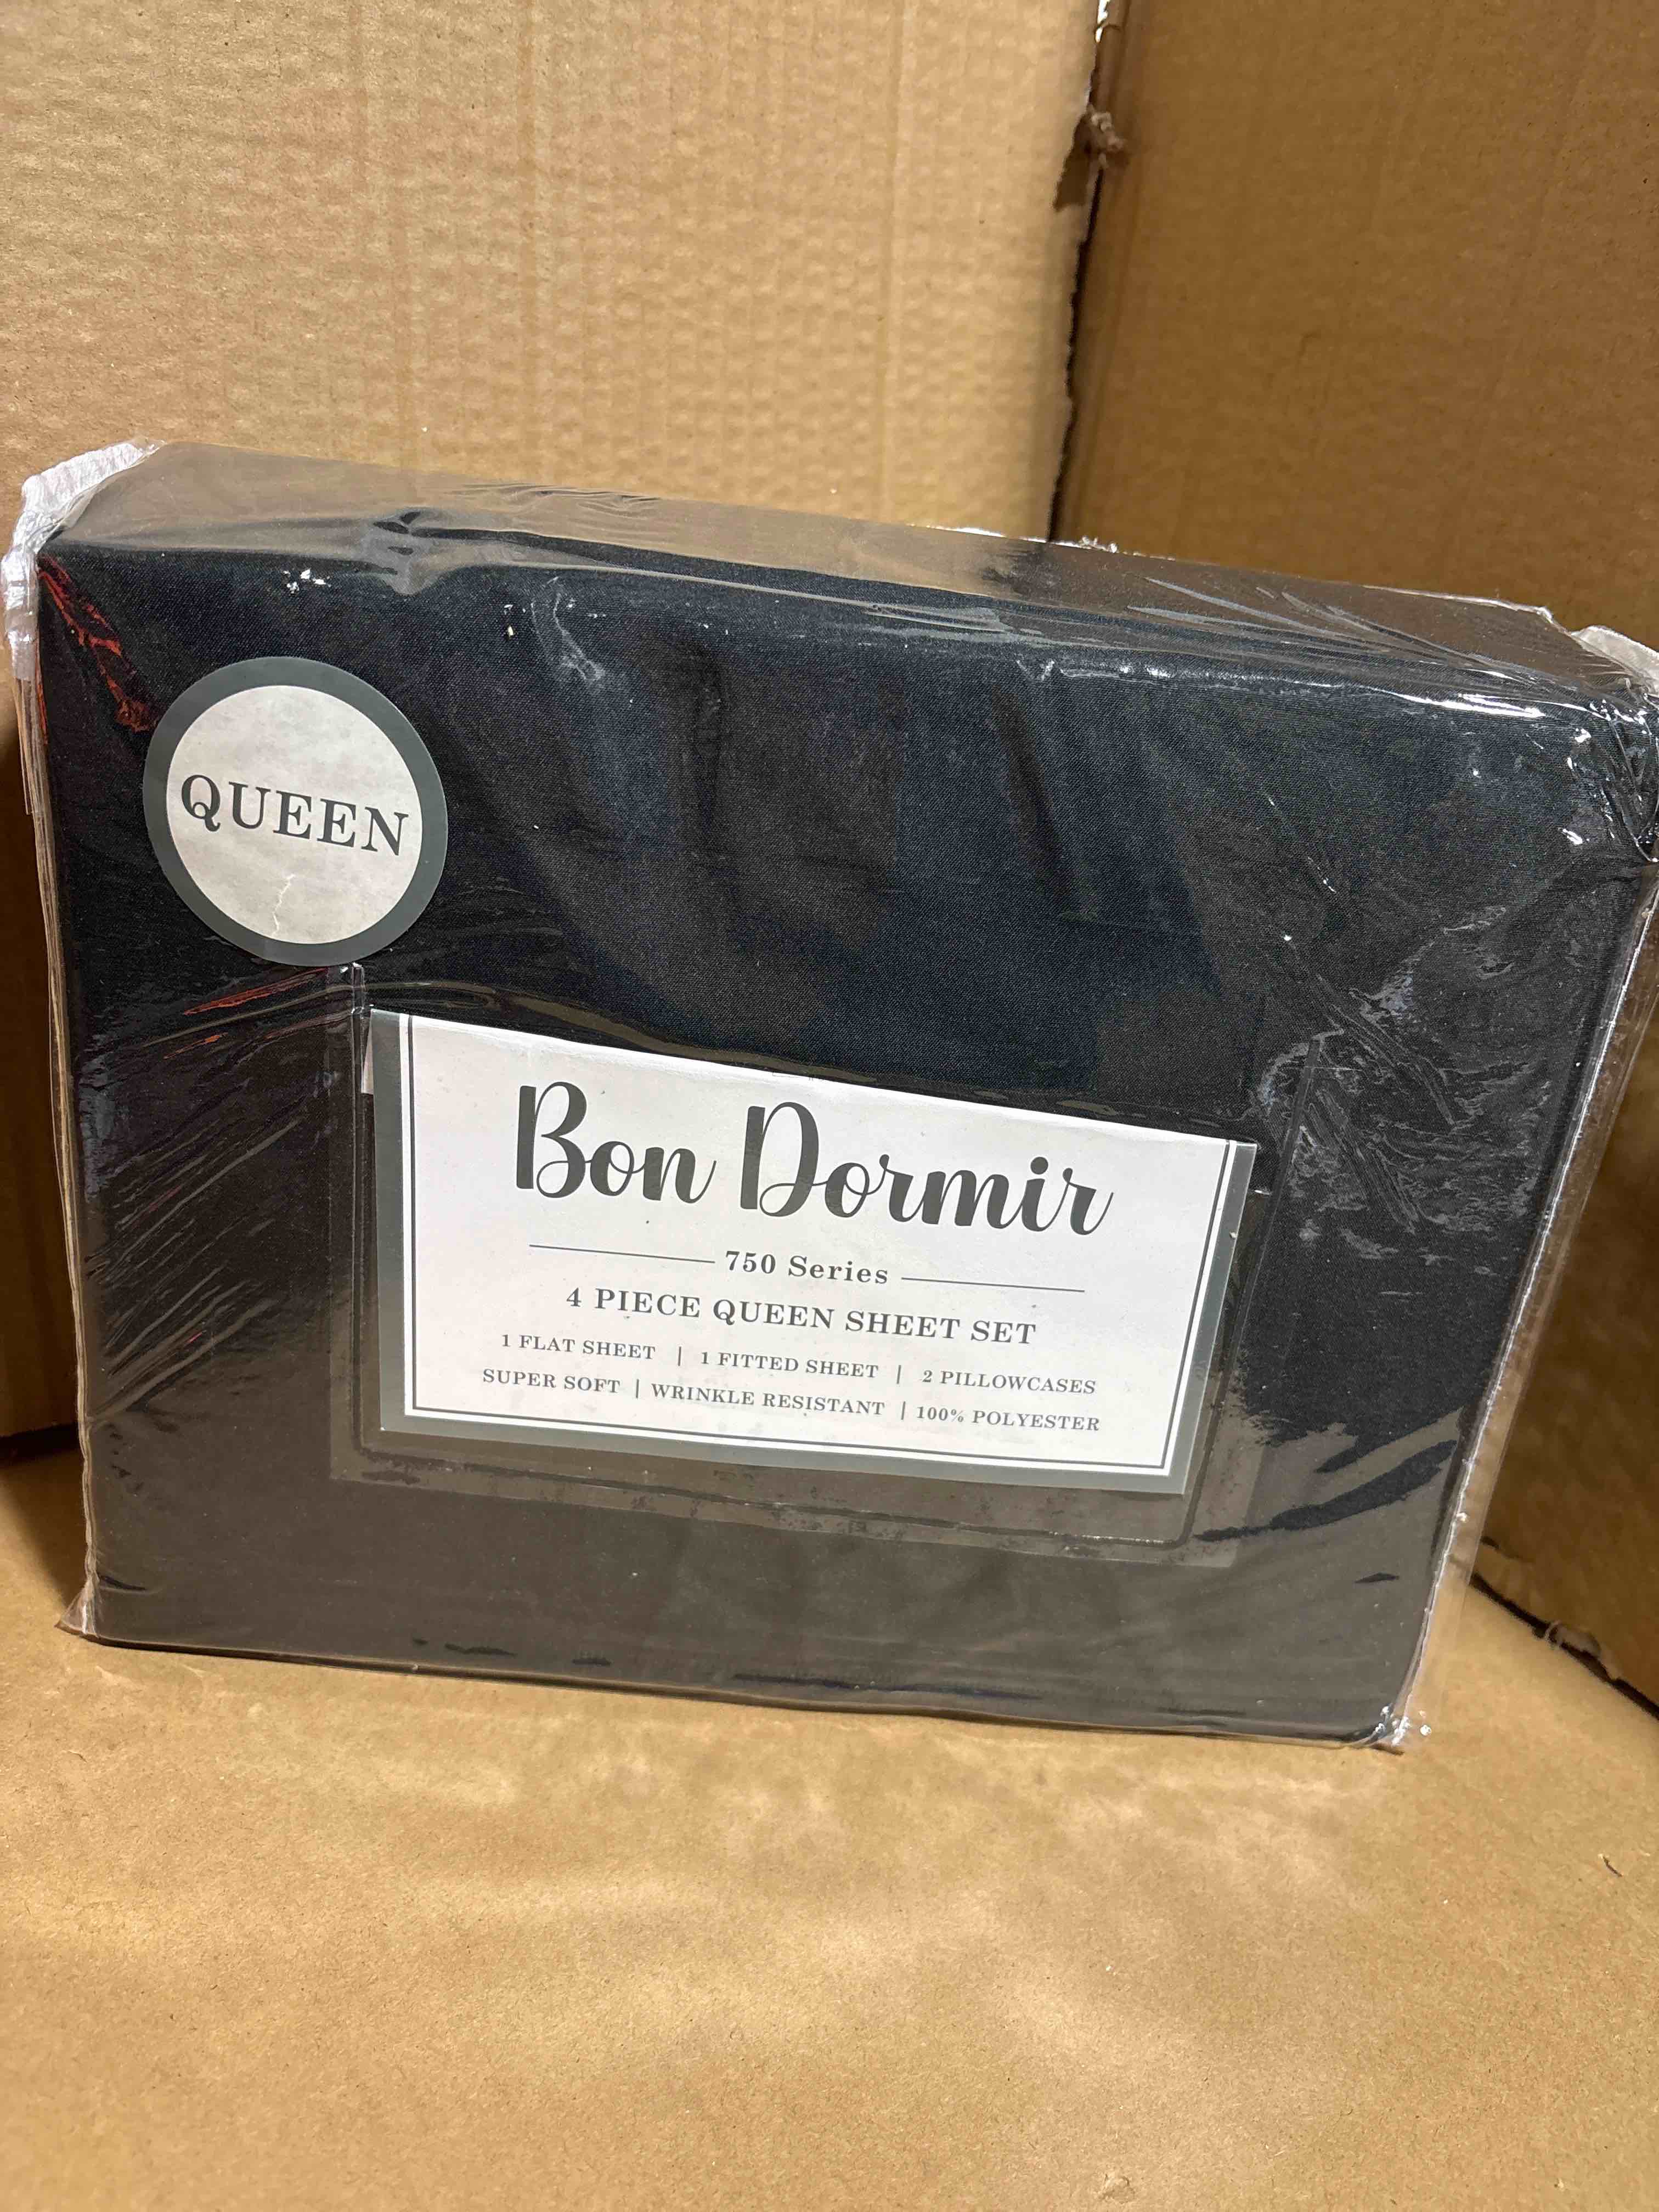 QUEEN
Bon Dormir
750 Series
4 PIECE QUEEN SHEET SET
1 FLAT SHEET | 1 FITTED SHEET | 2 PILLOWCASES
SUPER SOFT | WRINKLE RESISTANT | 100% POLYESTER